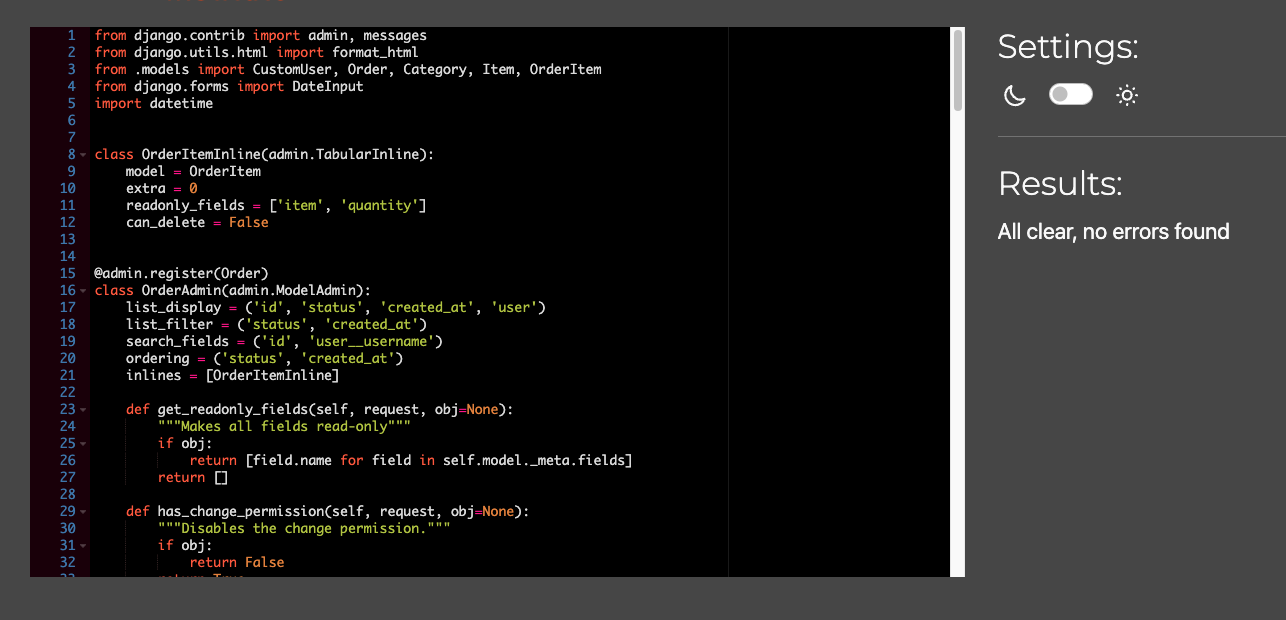 1 from django.contrib import admin, messages
2 from django.utils.html import format_html
3 from .models import CustomUser, Order, Category, Item, OrderItem
4 from django.forms import DateInput
5 import datetime
6
7
8 class OrderItemInline(admin.TabularInline):
9     model = OrderItem
10     extra = 0
11     readonly_fields = ['item', 'quantity']
12     can_delete = False
13
14
15 @admin.register(Order)
16 class OrderAdmin(admin.ModelAdmin):
17     list_display = ('id', 'status', 'created_at', 'user')
18     list_filter = ('status', 'created_at')
19     search_fields = ('id', 'user__username')
20     ordering = ('status', 'created_at')
21     inlines = [OrderItemInline]
22
23     def get_readonly_fields(self, request, obj=None):
24         """Makes all fields read-only"""
25         if obj:
26             return [field.name for field in self.model._meta.fields]
27         return []
28
29     def has_change_permission(self, request, obj=None):
30         """Disables the change permission."""
31         if obj:
32             return False
Settings:
Results:
All clear, no errors found